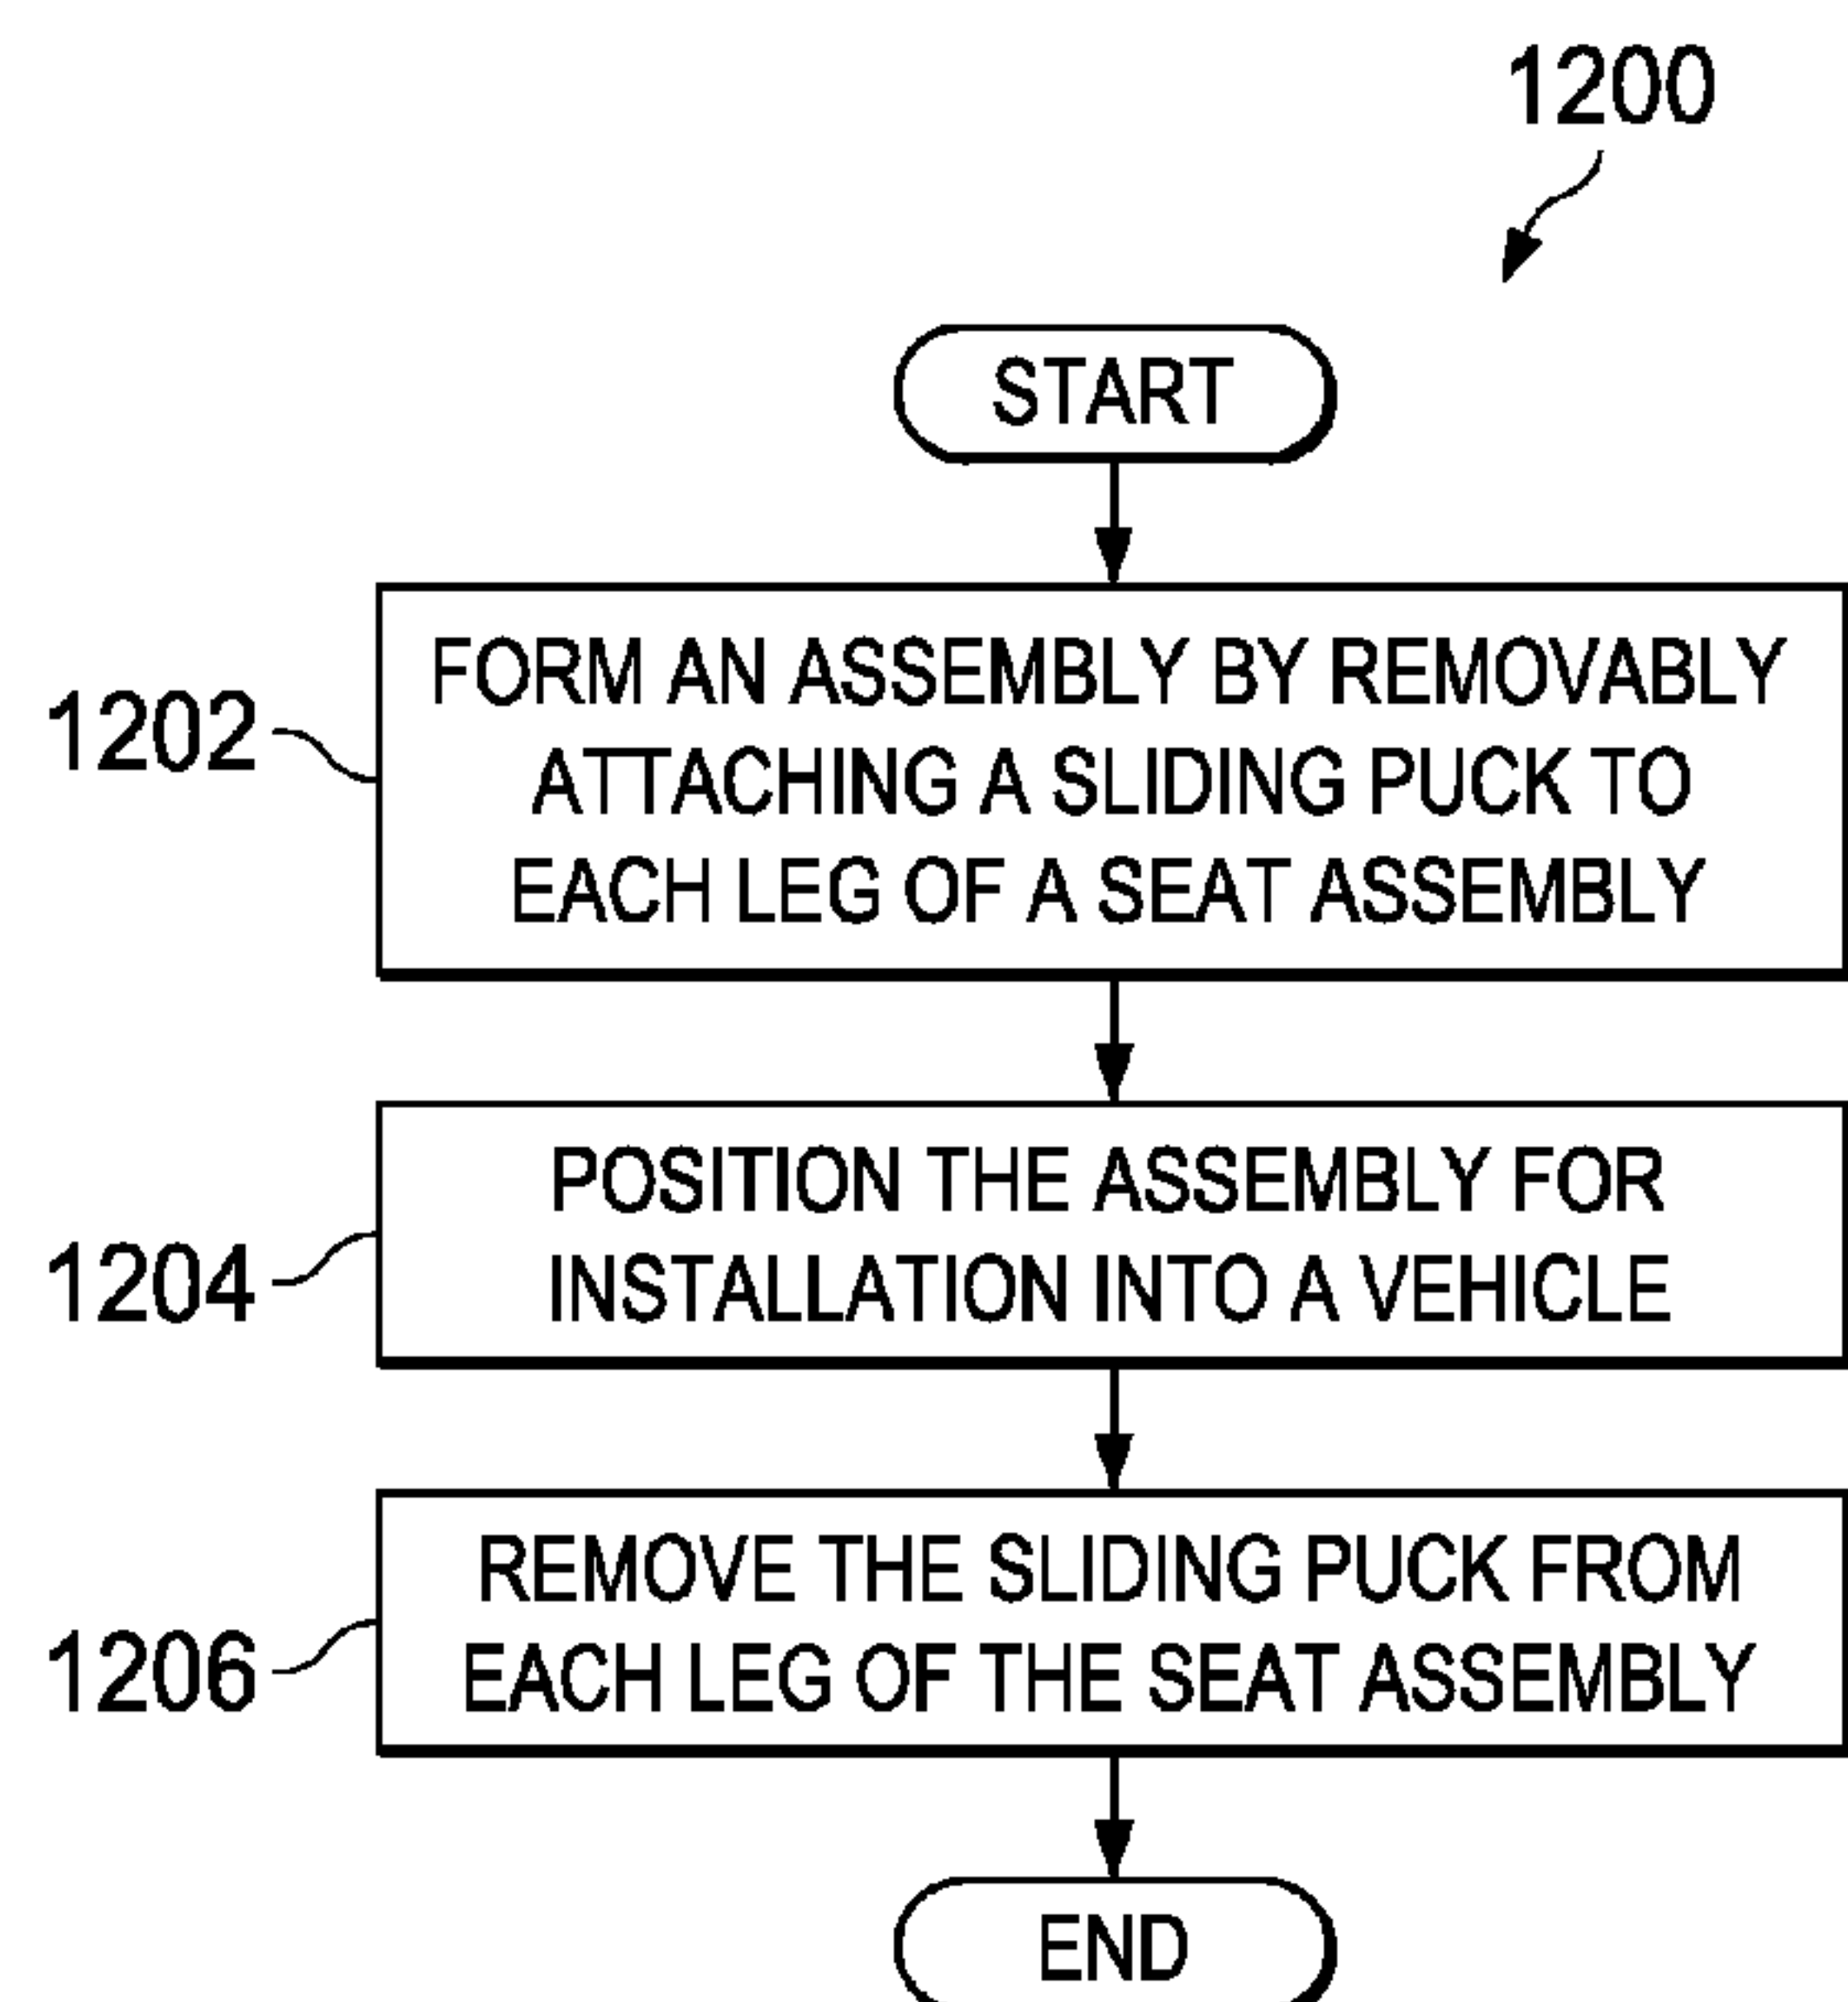 1200
START
1202
FORM AN ASSEMBLY BY REMOVABLY
ATTACHING A SLIDING PUCK TO
EACH LEG OF A SEAT ASSEMBLY
1204
POSITION THE ASSEMBLY FOR
INSTALLATION INTO A VEHICLE
1206
REMOVE THE SLIDING PUCK FROM
EACH LEG OF THE SEAT ASSEMBLY
END